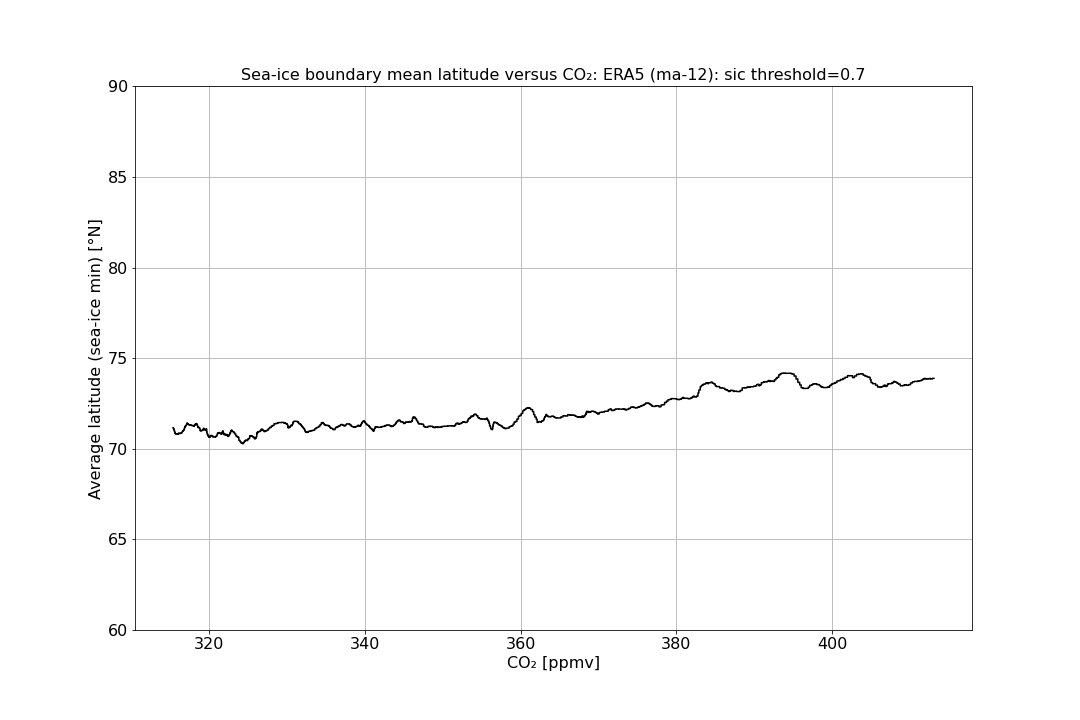 Sea-ice boundary mean latitude versus CO₂: ERA5 (ma-12): sic threshold=0.7
90
85
80
75
70
65
60
Average latitude (sea-ice min) [°N]
320 340 360 380 400
CO₂ [ppmv]